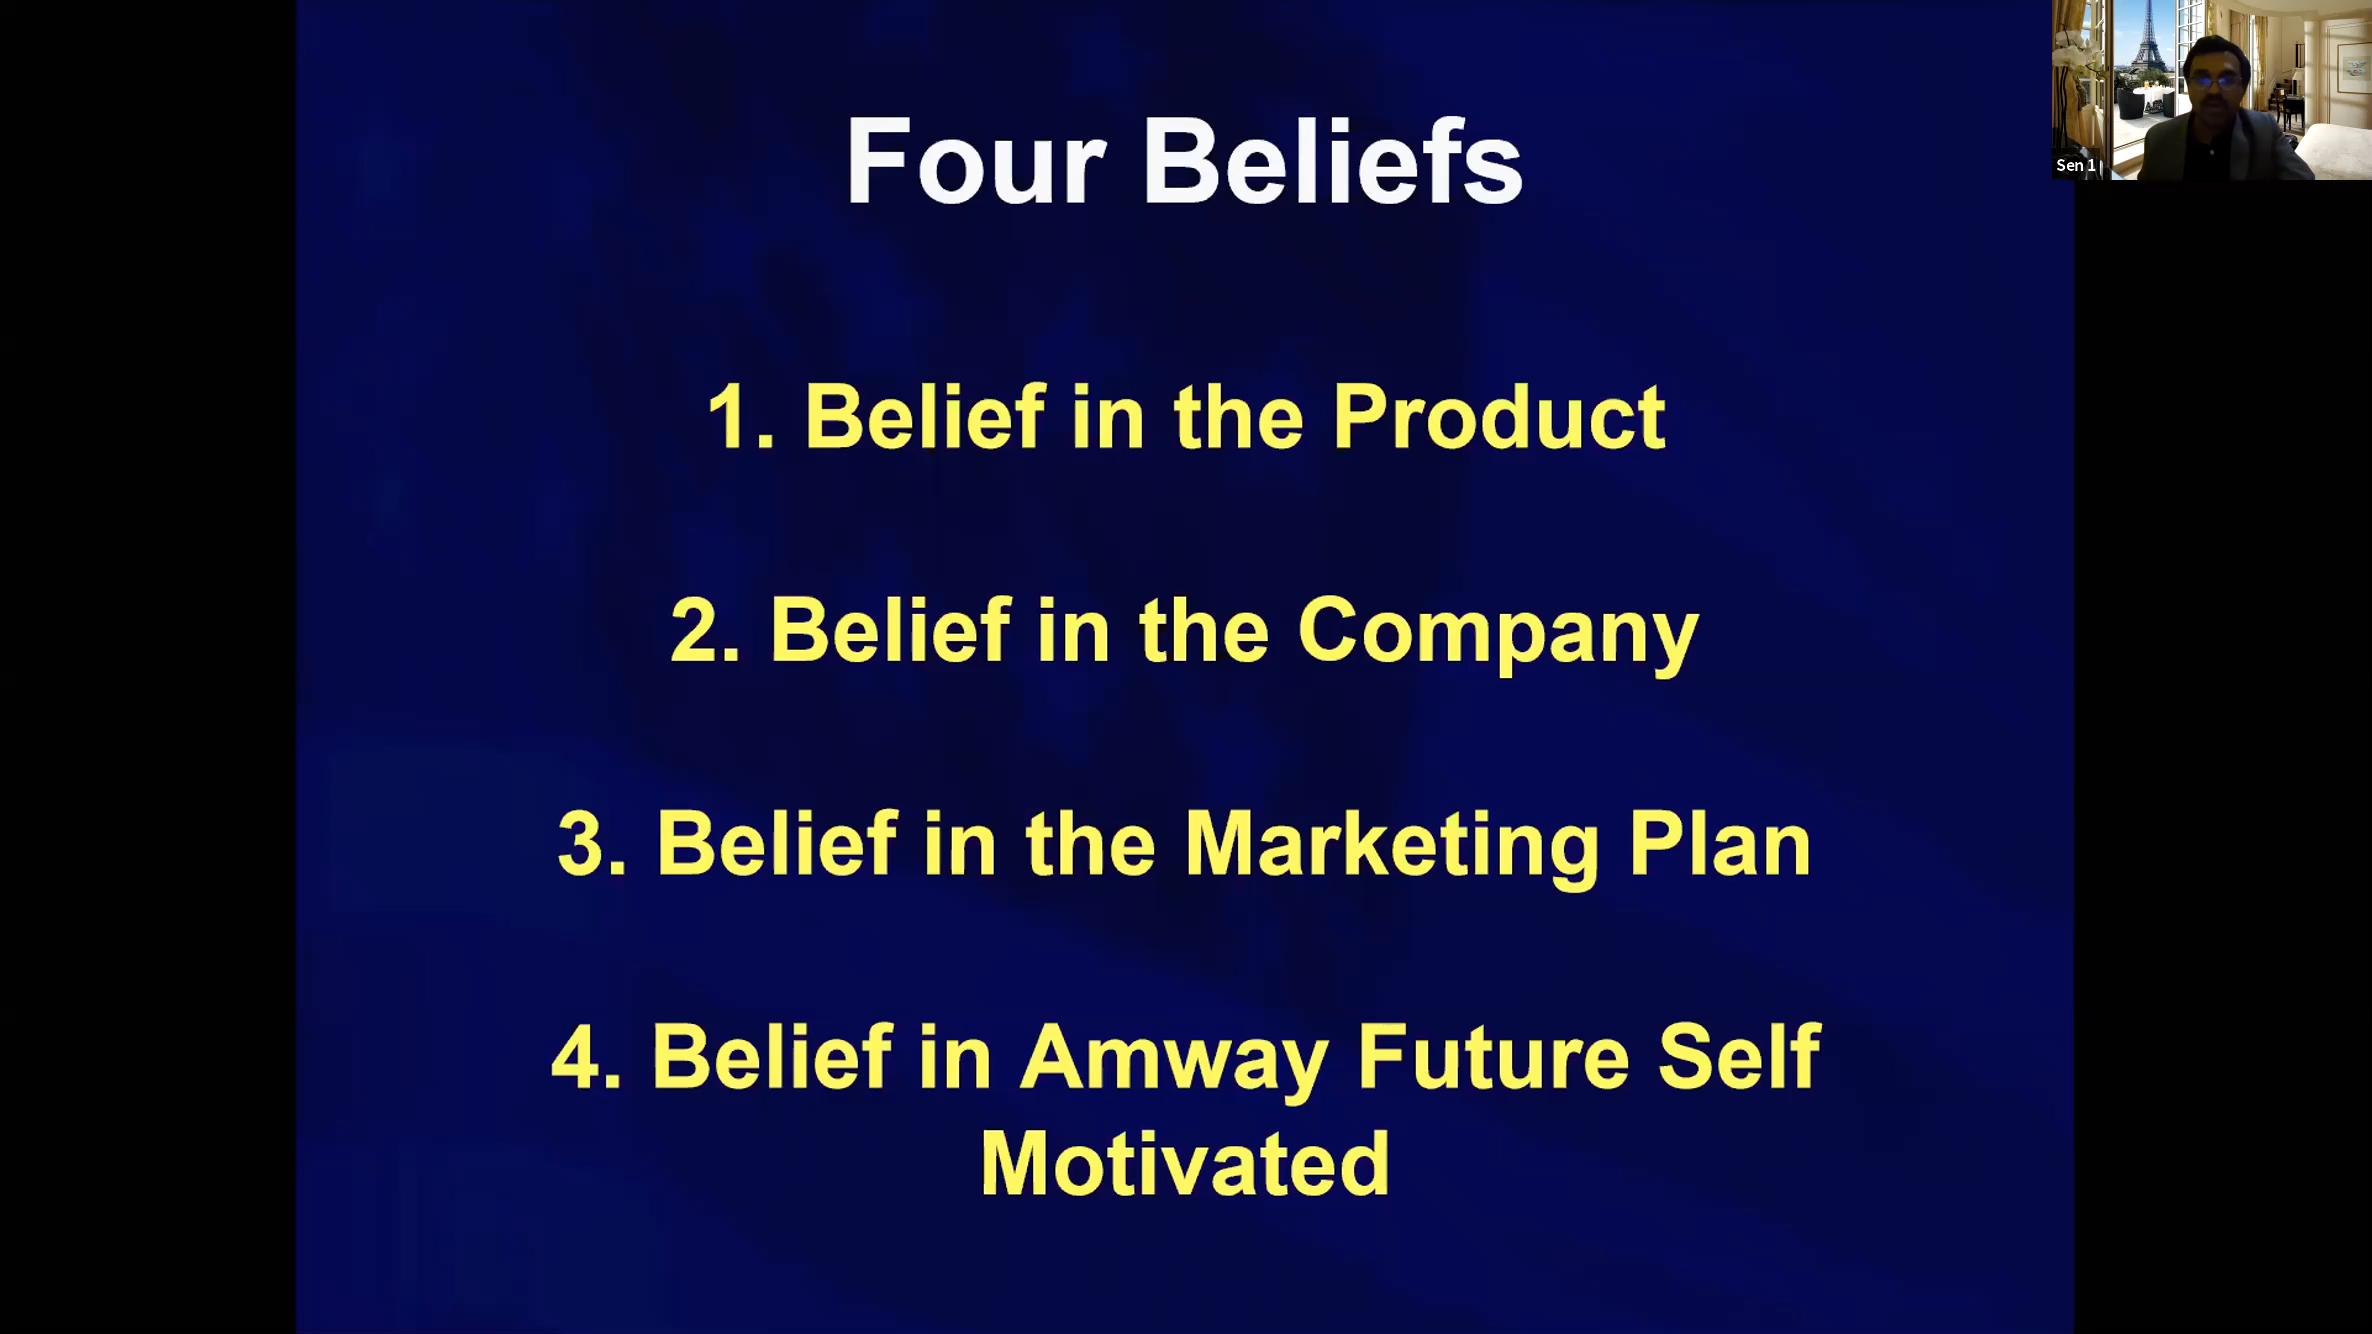 Four Beliefs
1. Belief in the Product
2. Belief in the Company
3. Belief in the Marketing Plan
4. Belief in Amway Future Self
Motivated
Sen 1